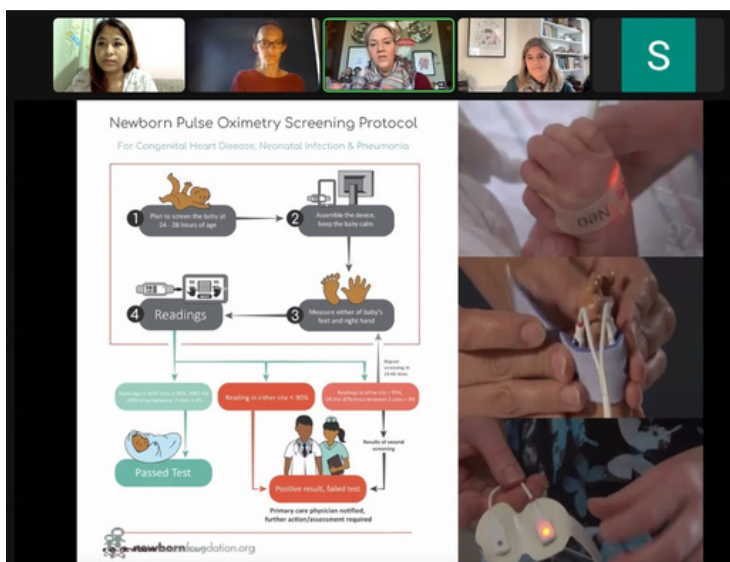 S
Newborn Pulse Oximetry Screening Protocol
For Congenital Heart Disease, Neonatal Infection & Pneumonia
1
Plan to screen the baby at
24 - 28 hours of age
2
Assemble the device,
keep the baby calm
4
Readings
3
Measure either of baby's
feet and right hand
Repeat
screening in
Reading in either site < 90%
Results of second
screening
Passed Test
Positive result, failed test
Primary care physician notified,
further action/assessment required
newbornfoundation.org
Neo